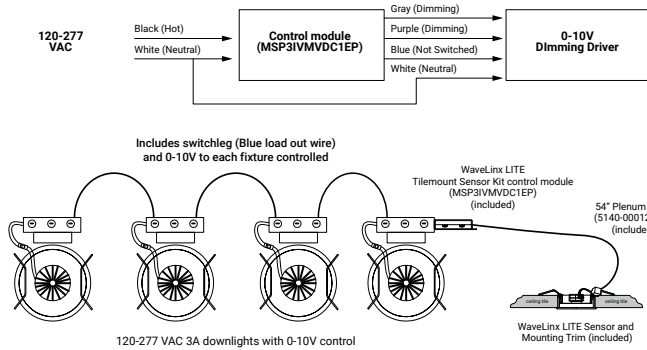 120-277
VAC
Black (Hot)
White (Neutral)
Control module
(MSP3IVMVDC1EP)
Gray (Dimming)
Purple (Dimming)
Blue (Not Switched)
White (Neutral)
0-10V
DImming Driver
Includes switchleg (Blue load out wire)
and 0-10V to each fixture controlled
WaveLinx LITE
Tilemount Sensor Kit control module
(MSP3IVMVDC1EP)
(included)
54" Plenum
(5140-00012
(include
ceiling tile
ceiling tile
WaveLinx LITE Sensor and
Mounting Trim (included)
120-277 VAC 3A downlights with 0-10V control